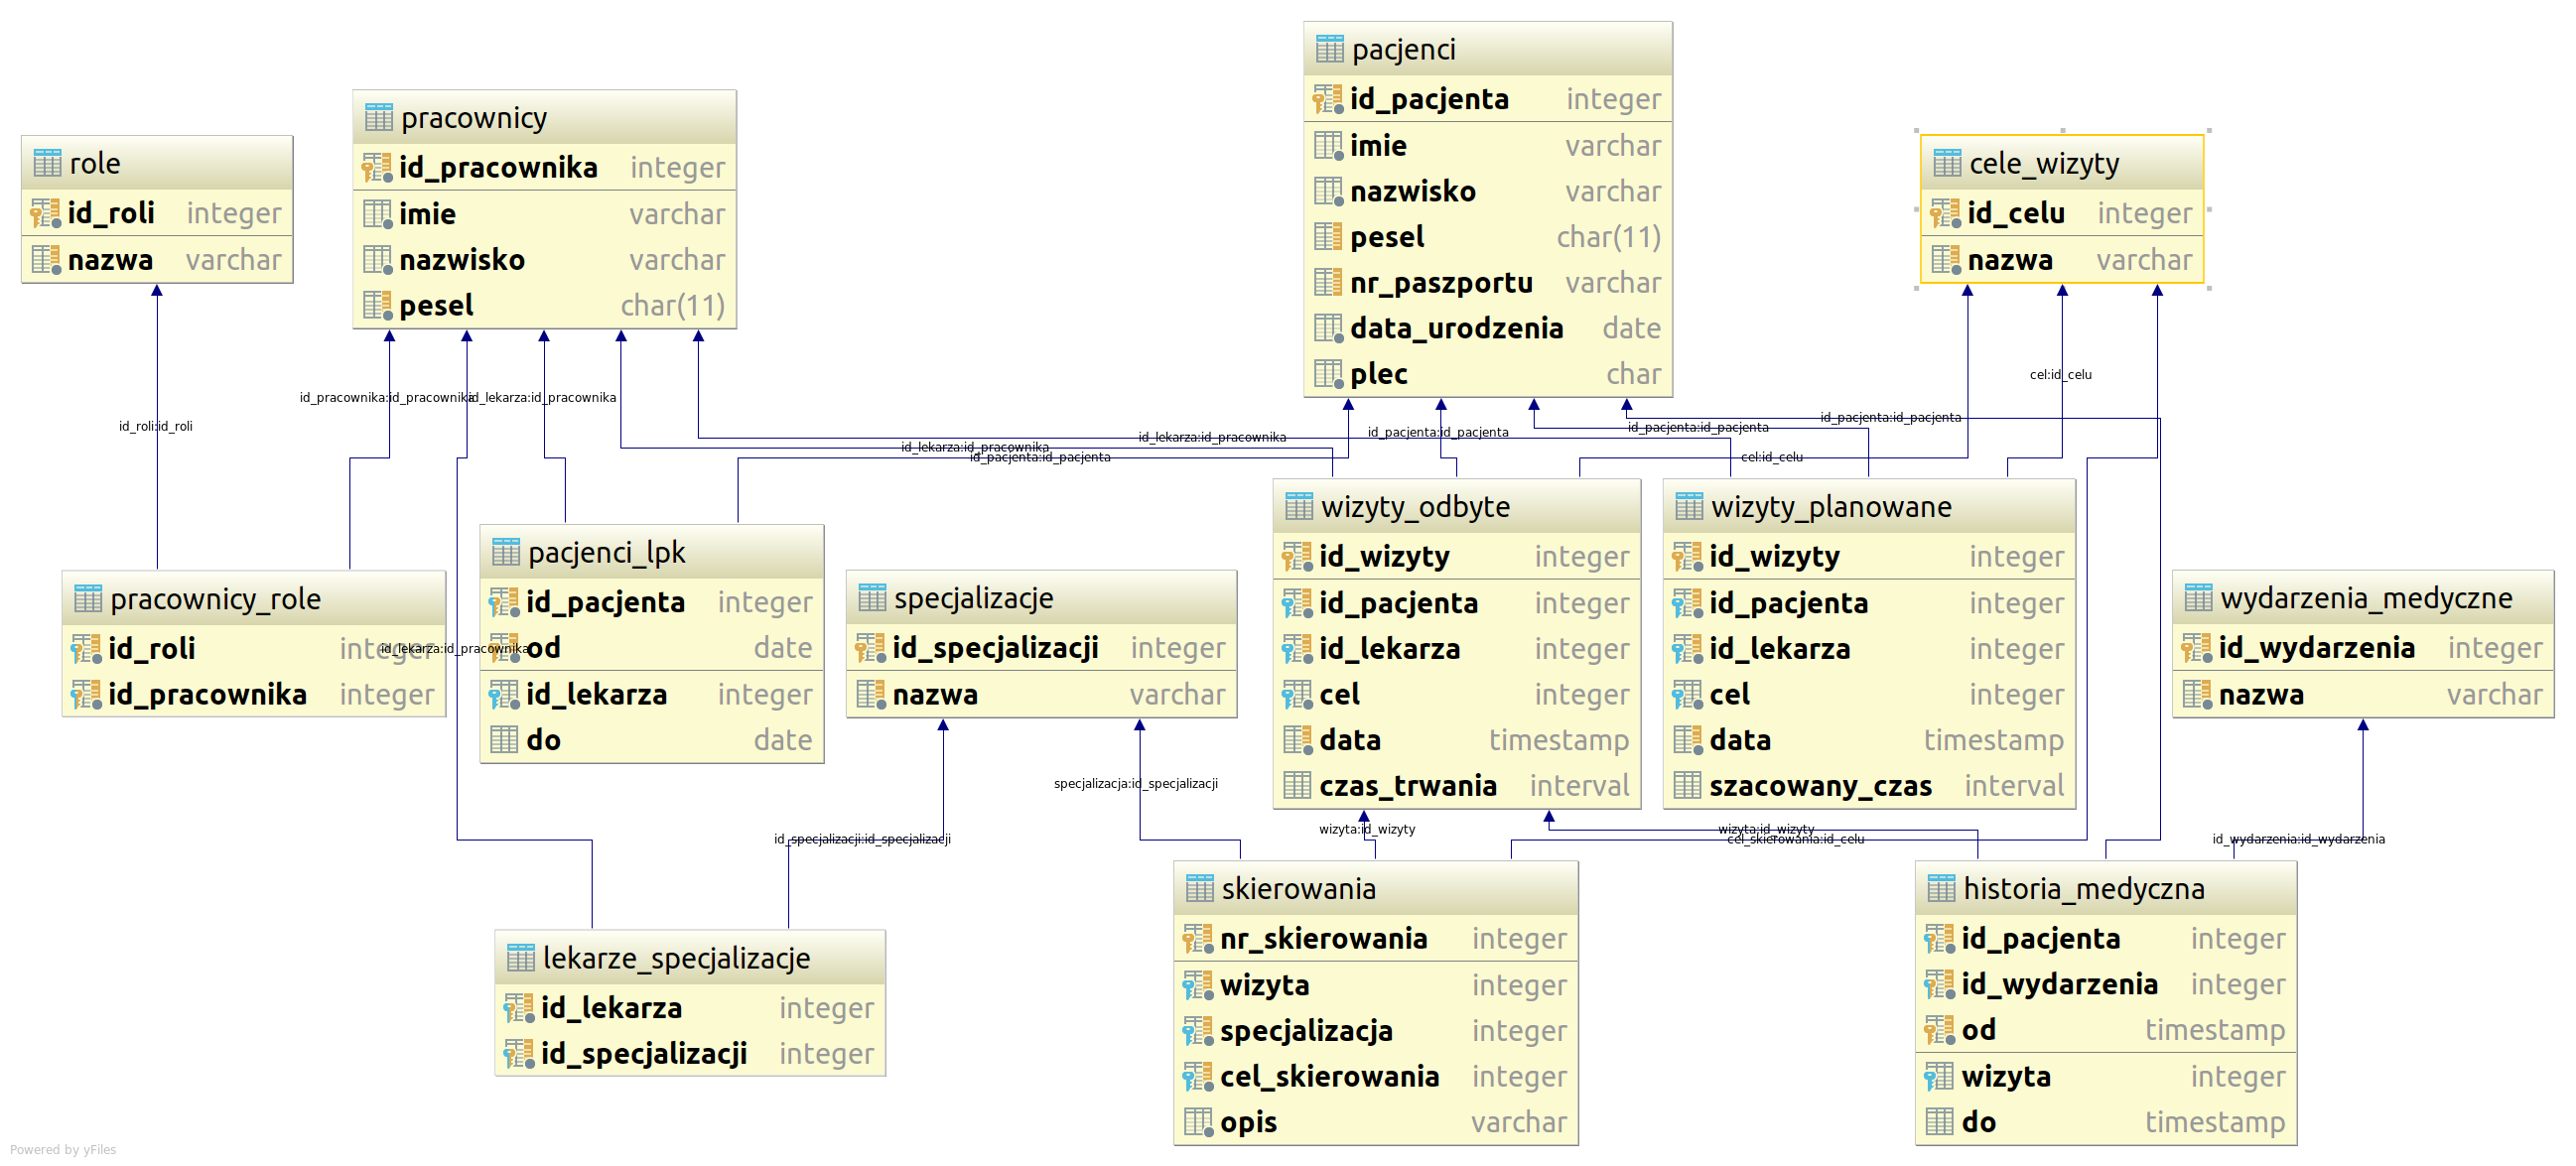 pacjenci
id_pacjenta integer
imie varchar
nazwisko varchar
pesel char(11)
nr_paszportu varchar
data_urodzenia date
plec char
pracownicy
id_pracownika integer
imie varchar
nazwisko varchar
pesel char(11)
role
id_roli integer
nazwa varchar
cele_wizyty
id_celu integer
nazwa varchar
cel:id_celu
id_pracownika:id_pracownika
id_lekarza:id_pracownika
id_roli:id_roli
id_pacjenta:id_pacjenta
id_pacjenta:id_pacjenta
id_pacjenta:id_pacjenta
id_lekarza:id_pracownika
id_lekarza:id_pracownika
id_pacjenta:id_pacjenta
cel:id_celu
wizyty_odbyte
id_wizyty integer
id_pacjenta integer
id_lekarza integer
cel integer
data timestamp
czas_trwania interval
wizyty_planowane
id_wizyty integer
id_pacjenta integer
id_lekarza integer
cel integer
data timestamp
szacowany_czas interval
pacjenci_lpk
id_pacjenta integer
od date
id_lekarza integer
do date
pracownicy_role
id_roli integer
id_pracownika integer
id_lekarza:id_pracownika
specjalizacje
id_specjalizacji integer
nazwa varchar
wydarzenia_medyczne
id_wydarzenia integer
nazwa varchar
specjalizacja:id_specjalizacji
wizyta:id_wizyty
wizyta:id_wizyty
id_specjalizacji:id_specjalizacji
cel_skierowania:id_celu
id_wydarzenia:id_wydarzenia
skierowania
nr_skierowania integer
wizyta integer
specjalizacja integer
cel_skierowania integer
opis varchar
historia_medyczna
id_pacjenta integer
id_wydarzenia integer
od timestamp
wizyta integer
do timestamp
lekarze_specjalizacje
id_lekarza integer
id_specjalizacji integer
Powered by yFiles